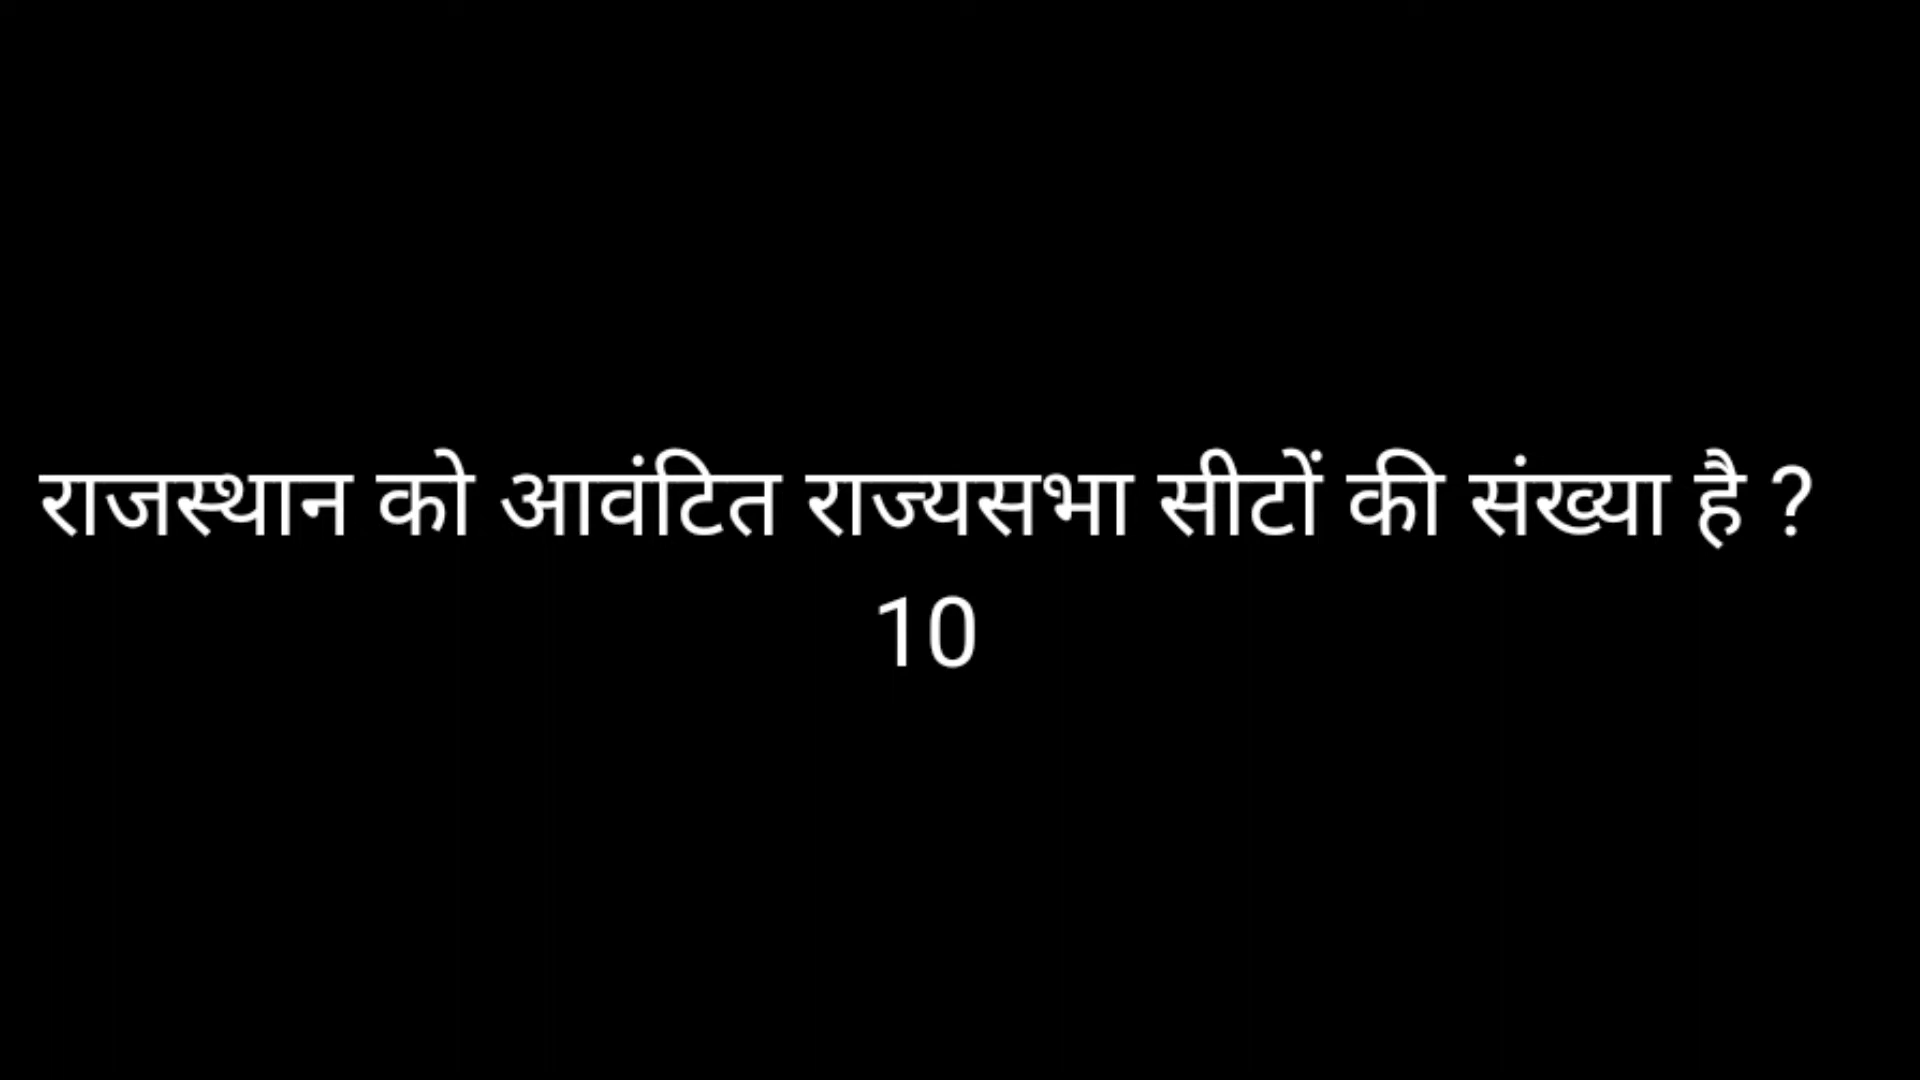 राजस्थान को आवंटित राज्यसभा सीटों की संख्या है ?
10